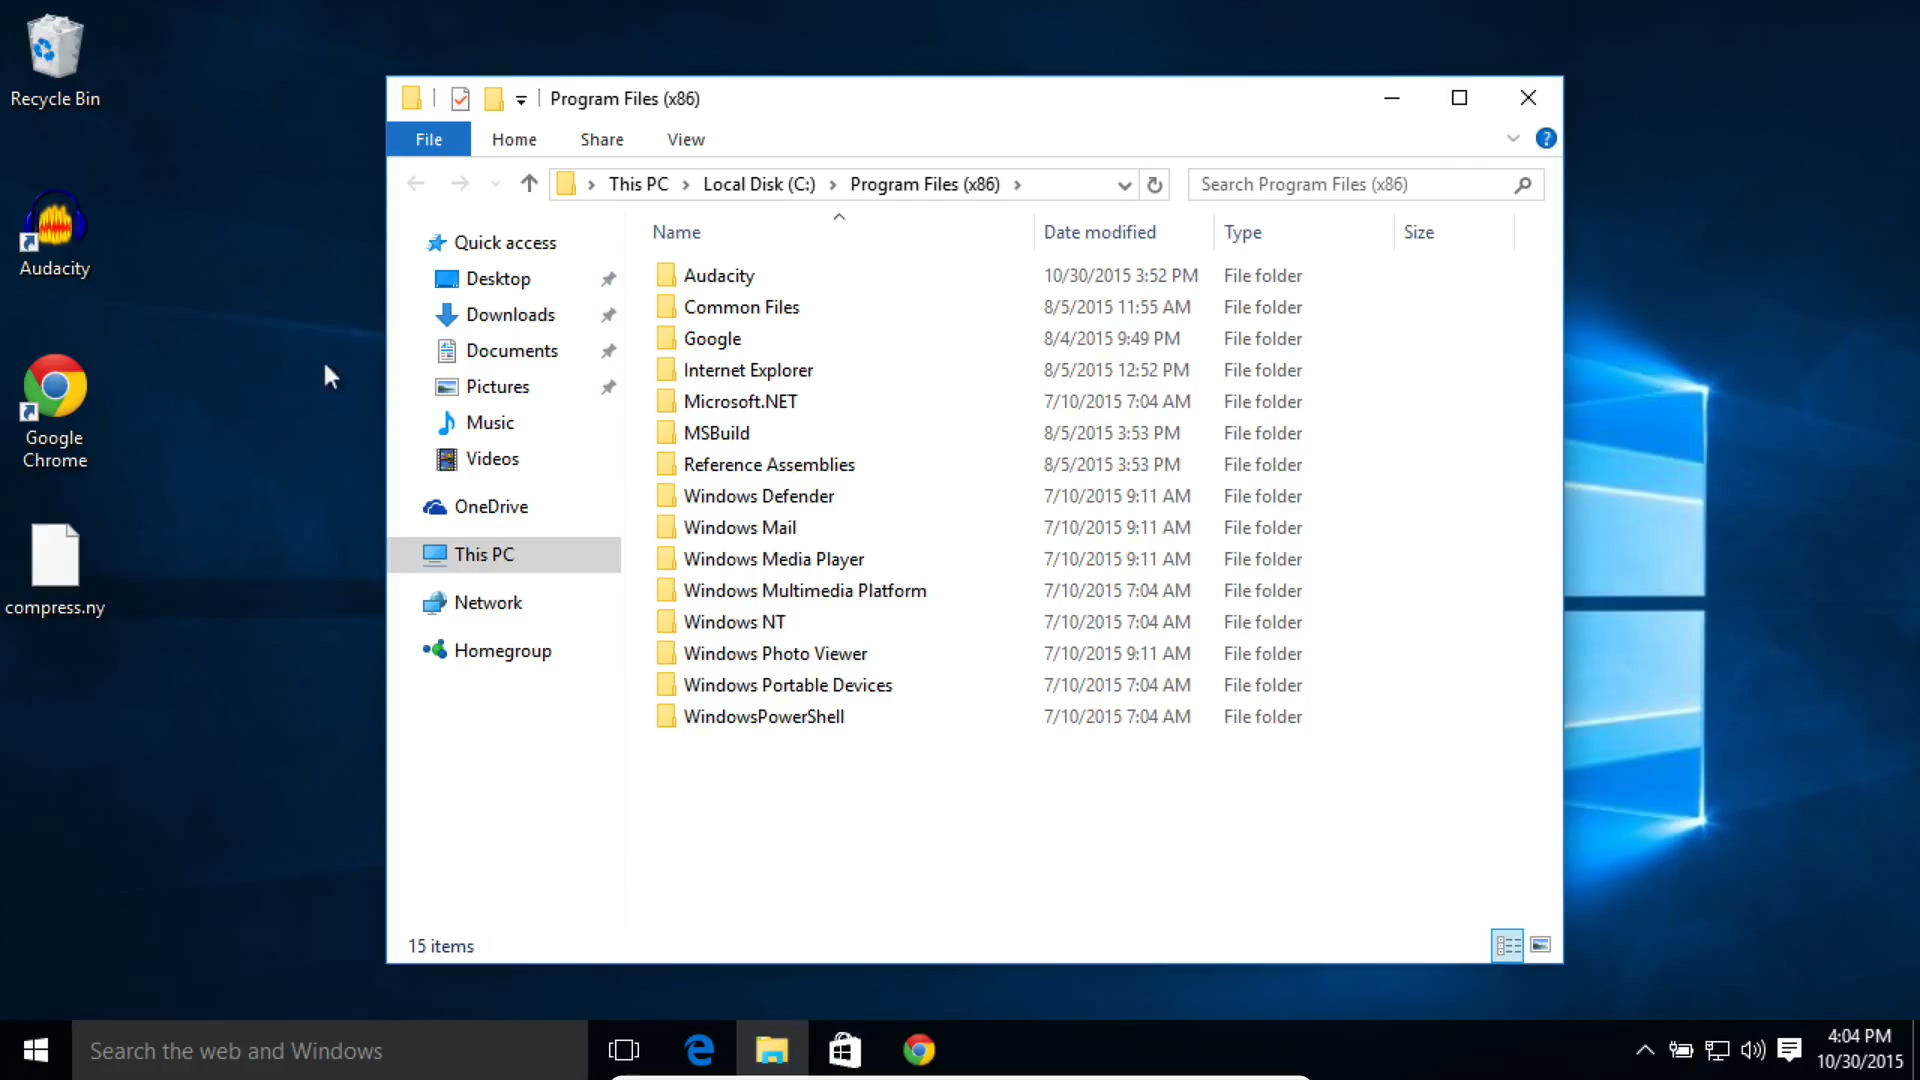 Recycle Bin
Audacity
Google
Chrome
compress.ny
Program Files (x86)
File Home Share View
This PC Local Disk (C:) Program Files (x86) Search Program Files (x86)
Quick access
Desktop
Downloads
Documents
Pictures
Music
Videos
OneDrive
This PC
Network
Homegroup
Name Date modified Type Size
Audacity 10/30/2015 3:52 PM File folder
Common Files 8/5/2015 11:55 AM File folder
Google 8/4/2015 9:49 PM File folder
Internet Explorer 8/5/2015 12:52 PM File folder
Microsoft.NET 7/10/2015 7:04 AM File folder
MSBuild 8/5/2015 3:53 PM File folder
Reference Assemblies 8/5/2015 3:53 PM File folder
Windows Defender 7/10/2015 9:11 AM File folder
Windows Mail 7/10/2015 9:11 AM File folder
Windows Media Player 7/10/2015 9:11 AM File folder
Windows Multimedia Platform 7/10/2015 7:04 AM File folder
Windows NT 7/10/2015 7:04 AM File folder
Windows Photo Viewer 7/10/2015 9:11 AM File folder
Windows Portable Devices 7/10/2015 7:04 AM File folder
WindowsPowerShell 7/10/2015 7:04 AM File folder
15 items
Search the web and Windows
4:04 PM
10/30/2015